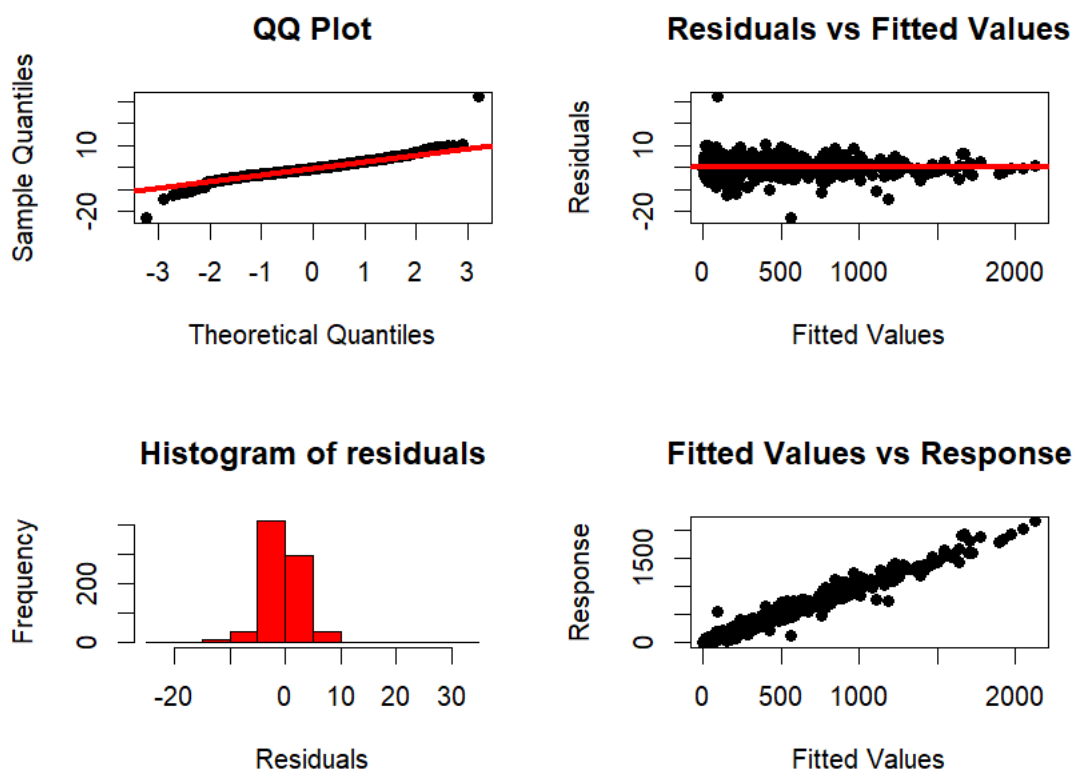 QQ Plot
Sample Quantiles
10
-20
-3 -2 -1 0 1 2 3
Theoretical Quantiles
Residuals vs Fitted Values
Residuals
10
-20
0 500 1000 2000
Fitted Values
Histogram of residuals
Frequency
200
0
-20 0 10 20 30
Residuals
Fitted Values vs Response
Response
1500
0
0 500 1000 2000
Fitted Values